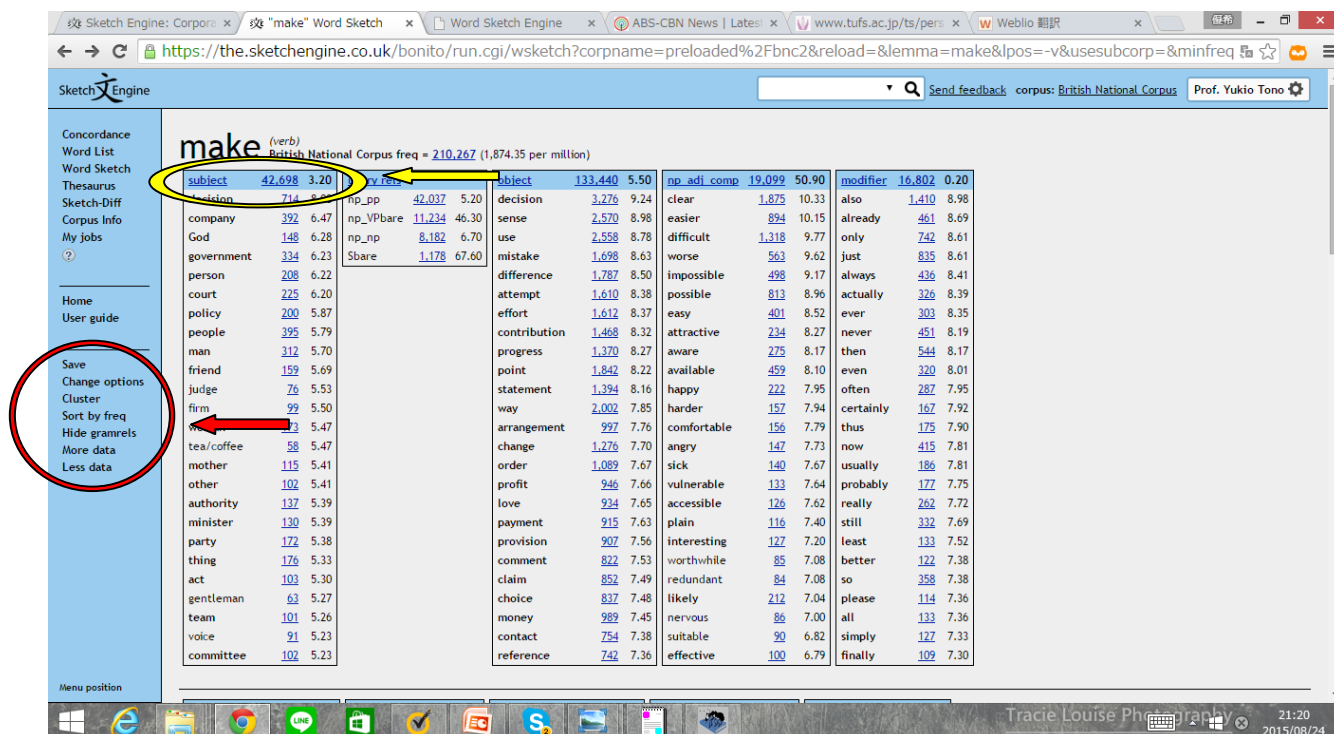 Sketch Engine: Corpora ×
"make" Word Sketch ×
Word Sketch Engine ×
ABS-CBN News | Latest ×
www.tufs.ac.jp/ts/pers ×
Weblio 翻訳 ×
https://the.sketchengine.co.uk/bonito/run.cgi/wsketch?corpname=preloaded%2Fbnc2&reload=&lemma=make&lpos=-v&usesubcorp=&minfreq
Sketch Engine
Send feedback corpus: British National Corpus Prof. Yukio Tono
Concordance
Word List
Word Sketch
Thesaurus
Sketch-Diff
Corpus Info
My jobs
?
Home
User guide
Save
Change options
Cluster
Sort by freq
Hide gramrels
More data
Less data
Menu position
make (verb)
British National Corpus freq = 210,267 (1,874.35 per million)
subject 42,698 3.20
decision 714
company 392 6.47
God 148 6.28
government 334 6.23
person 208 6.22
court 225 6.20
policy 200 5.87
people 395 5.79
man 312 5.70
friend 159 5.69
judge 76 5.53
firm 99 5.50
5.47
tea/coffee 58 5.47
mother 115 5.41
other 102 5.41
authority 137 5.39
minister 130 5.39
party 172 5.38
thing 176 5.33
act 103 5.30
gentleman 63 5.27
team 101 5.26
voice 91 5.23
committee 102 5.23
np_pp 42,037 5.20
np_VPbare 11,234 46.30
np_np 8,182 6.70
Sbare 1,178 67.60
object 133,440 5.50
decision 3,276 9.24
sense 2,570 8.98
use 2,558 8.78
mistake 1,698 8.63
difference 1,787 8.50
attempt 1,610 8.38
effort 1,612 8.37
contribution 1,468 8.32
progress 1,370 8.27
point 1,842 8.22
statement 1,394 8.16
way 2,002 7.85
arrangement 997 7.76
change 1,276 7.70
order 1,089 7.67
profit 946 7.66
love 934 7.65
payment 915 7.63
provision 907 7.56
comment 822 7.53
claim 852 7.49
choice 837 7.48
money 989 7.45
contact 754 7.38
reference 742 7.36
np_adj_comp 19,099 50.90
clear 1,875 10.33
easier 894 10.15
difficult 1,318 9.77
worse 563 9.62
impossible 498 9.17
possible 813 8.96
easy 401 8.52
attractive 234 8.27
aware 275 8.17
available 459 8.10
happy 222 7.95
harder 157 7.94
comfortable 156 7.79
angry 147 7.73
sick 140 7.67
vulnerable 133 7.64
accessible 126 7.62
plain 116 7.40
interesting 127 7.20
worthwhile 85 7.08
redundant 84 7.08
likely 212 7.04
nervous 86 7.00
suitable 90 6.82
effective 100 6.79
modifier 16,802 0.20
also 1,410 8.98
already 461 8.69
only 742 8.61
just 835 8.61
always 436 8.41
actually 326 8.39
ever 303 8.35
never 451 8.19
then 544 8.17
even 320 8.01
often 287 7.95
certainly 167 7.92
thus 175 7.90
now 415 7.81
usually 186 7.81
probably 177 7.75
really 262 7.72
still 332 7.69
least 133 7.52
better 122 7.38
so 358 7.38
please 114 7.36
all 133 7.36
simply 127 7.33
finally 109 7.30
LINE
Tracie Louise Photography
21:20
2015/08/24